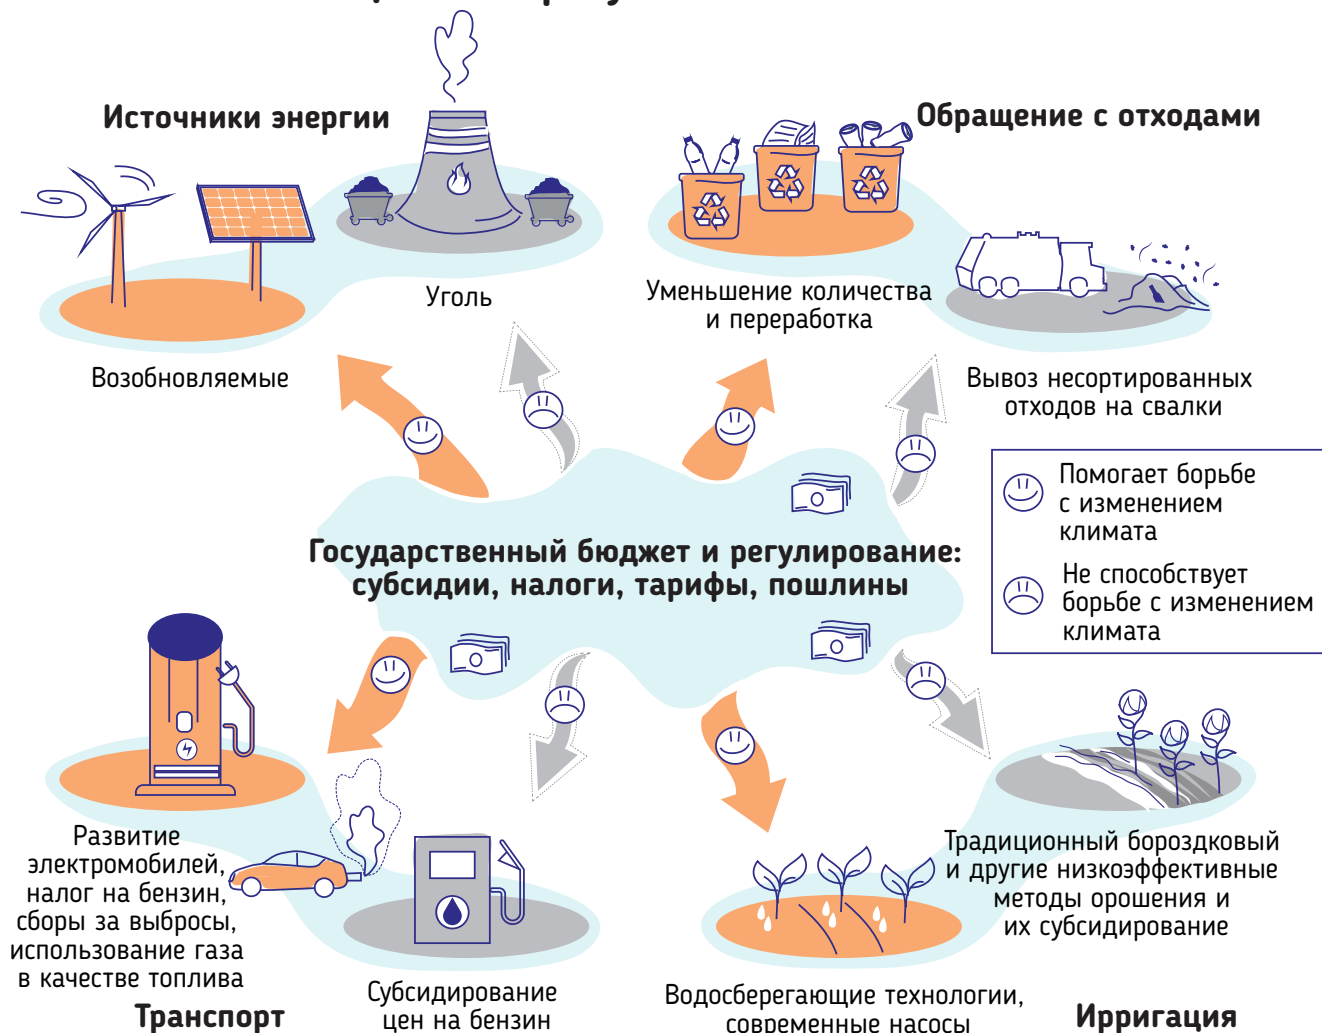 Источники энергии
Возобновляемые
Уголь
Обращение с отходами
Уменьшение количества
и переработка
Вывоз несортированных
отходов на свалки
Помогает борьбе
с изменением
климата
Не способствует
борьбе с изменением
климата
Государственный бюджет и регулирование:
субсидии, налоги, тарифы, пошлины
Развитие
электромобилей,
налог на бензин,
сборы за выбросы,
использование газа
в качестве топлива
Транспорт
Субсидирование
цен на бензин
Водосберегающие технологии,
современные насосы
Традиционный бороздковый
и другие низкоэффективные
методы орошения и
их субсидирование
Ирригация